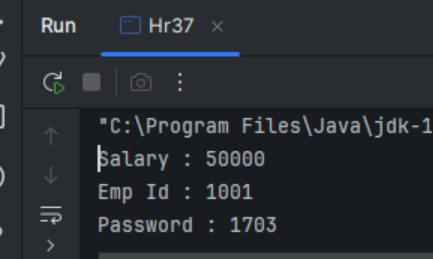 Run
Hr37
"C:\Program Files\Java\jdk-1
Salary : 50000
Emp Id : 1001
Password : 1703